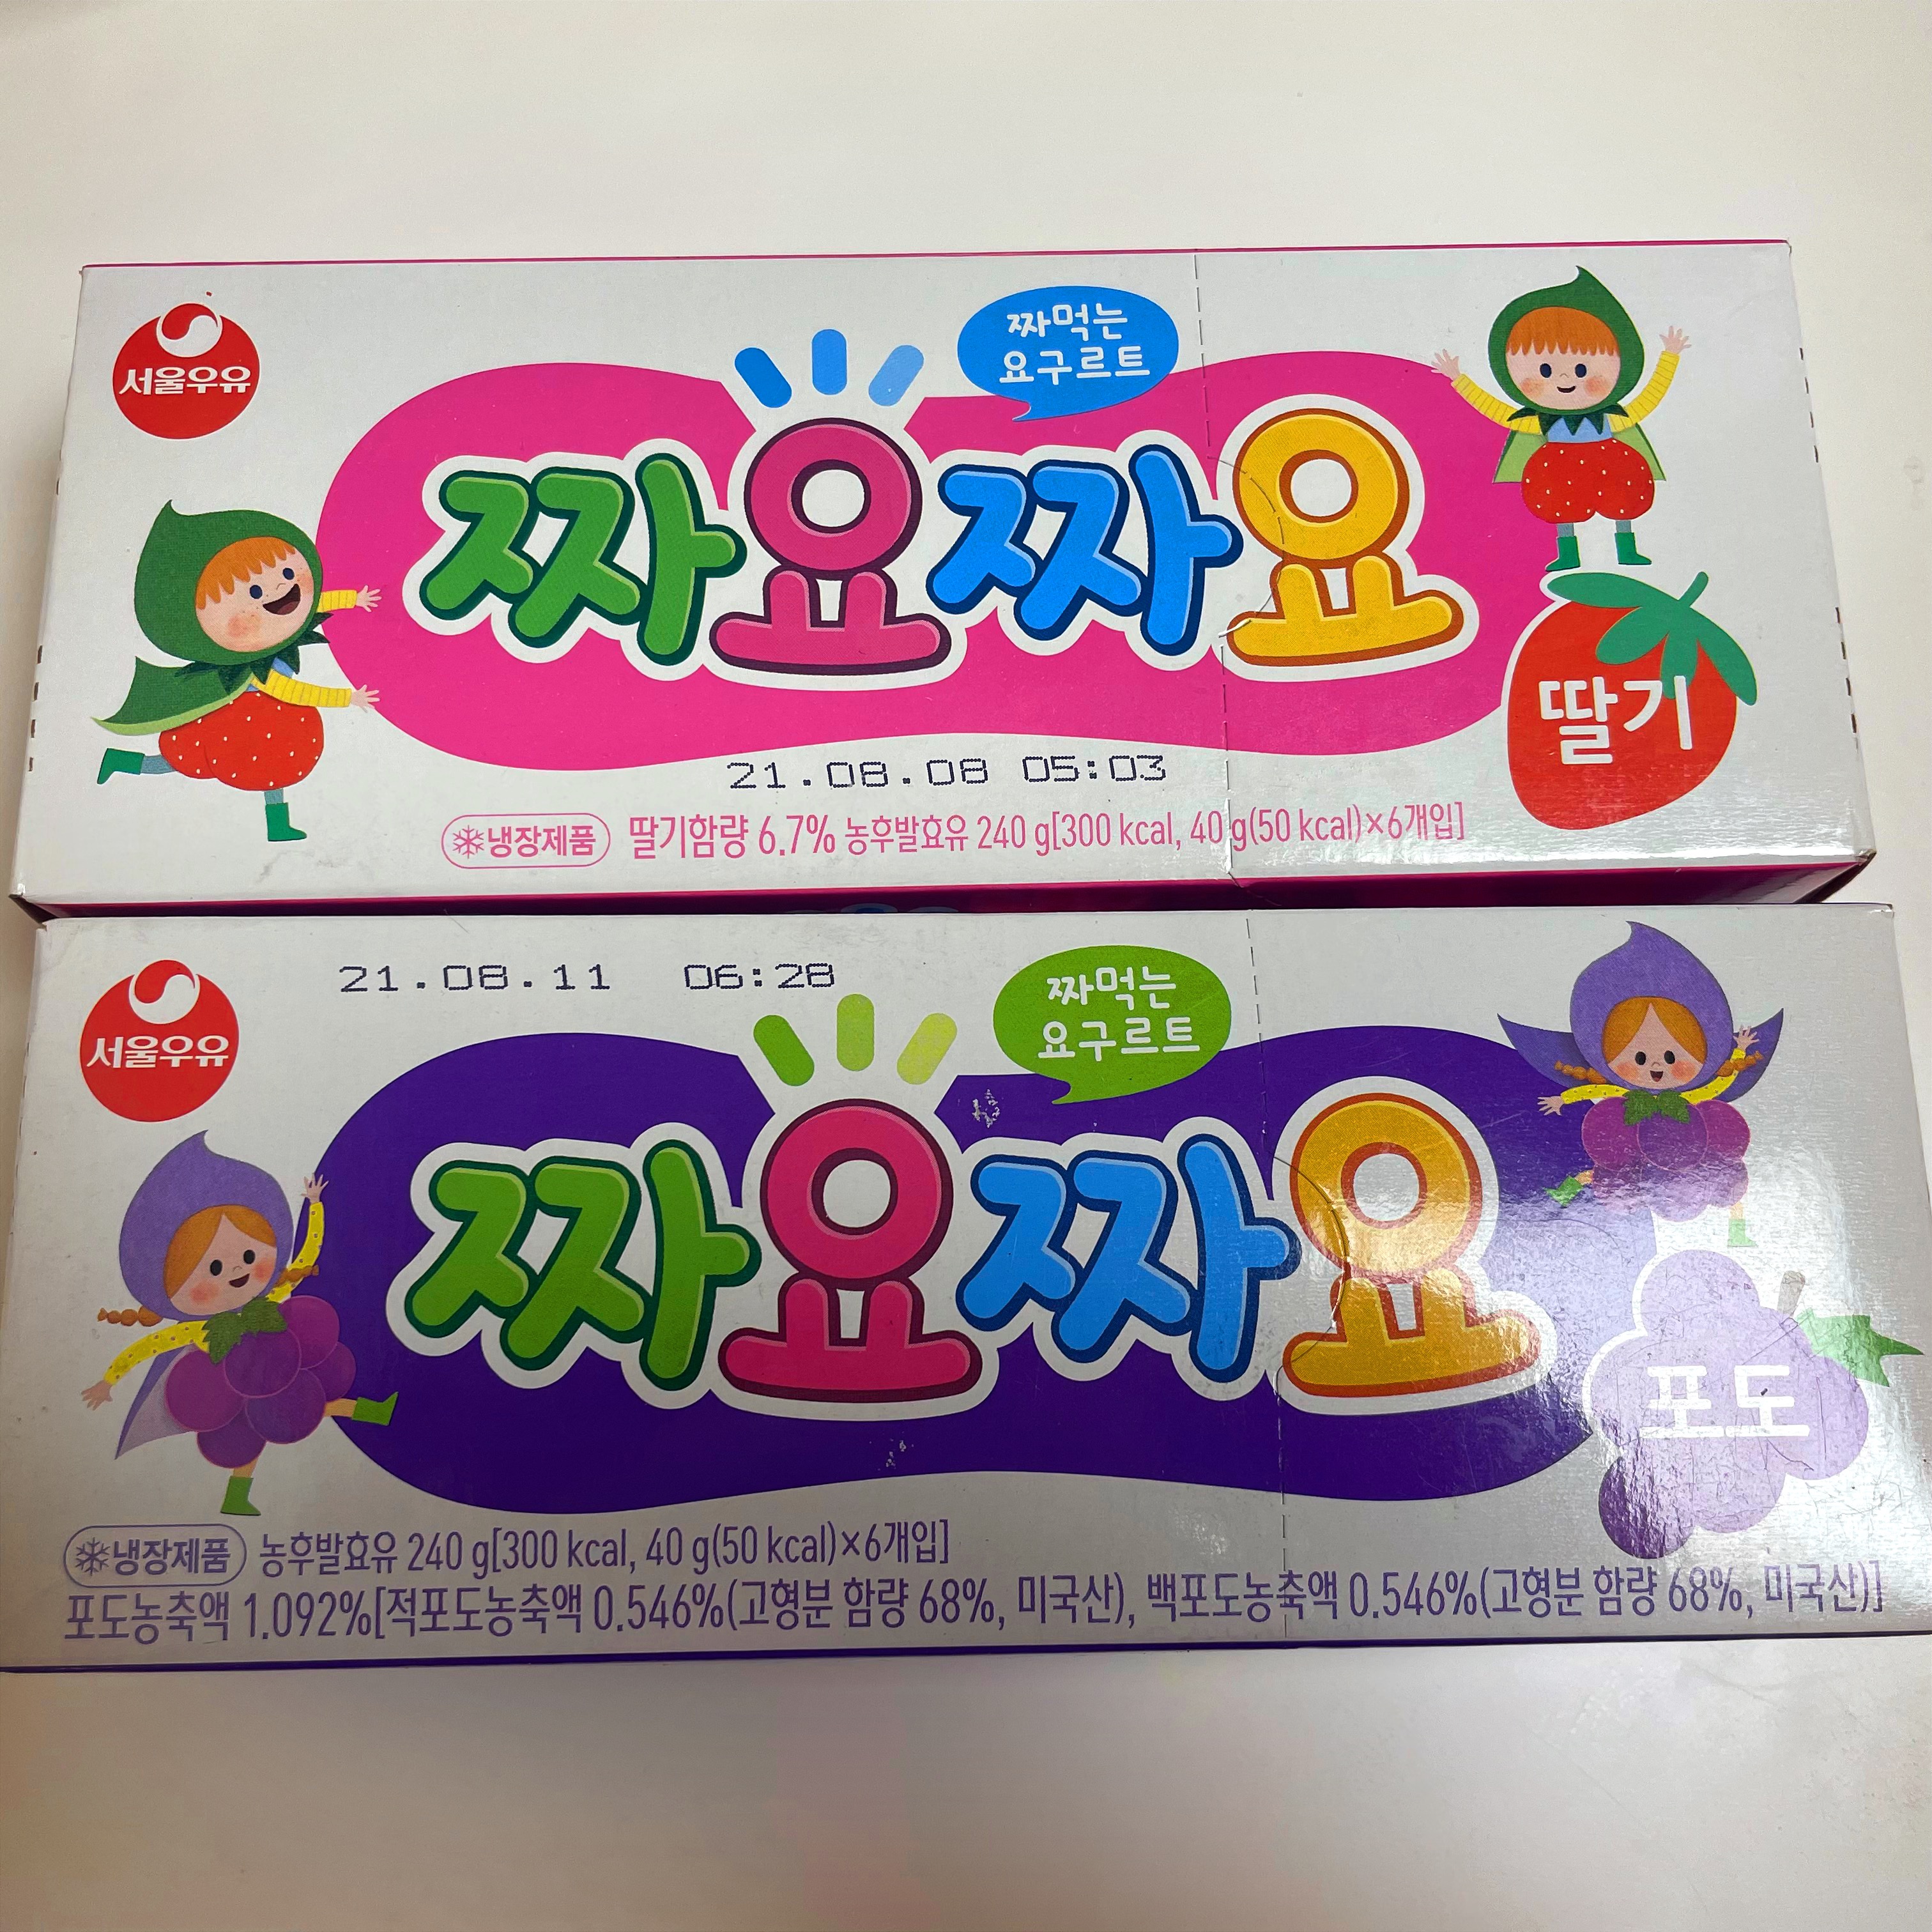 서울우유
짜먹는
요구르트
짜요짜요
딸기
21.08.08 05:03
냉장제품 딸기함량 6.7% 농후발효유 240 g[300 kcal, 40 g(50 kcal)×6개입]
서울우유
21.08.11 06:28
짜먹는
요구르트
짜요짜요
포도
냉장제품 농후발효유 240 g[300 kcal, 40 g(50 kcal)×6개입]
포도농축액 1.092%[적포도농축액 0.546%(고형분 함량 68%, 미국산), 백포도농축액 0.546%(고형분 함량 68%, 미국산)]